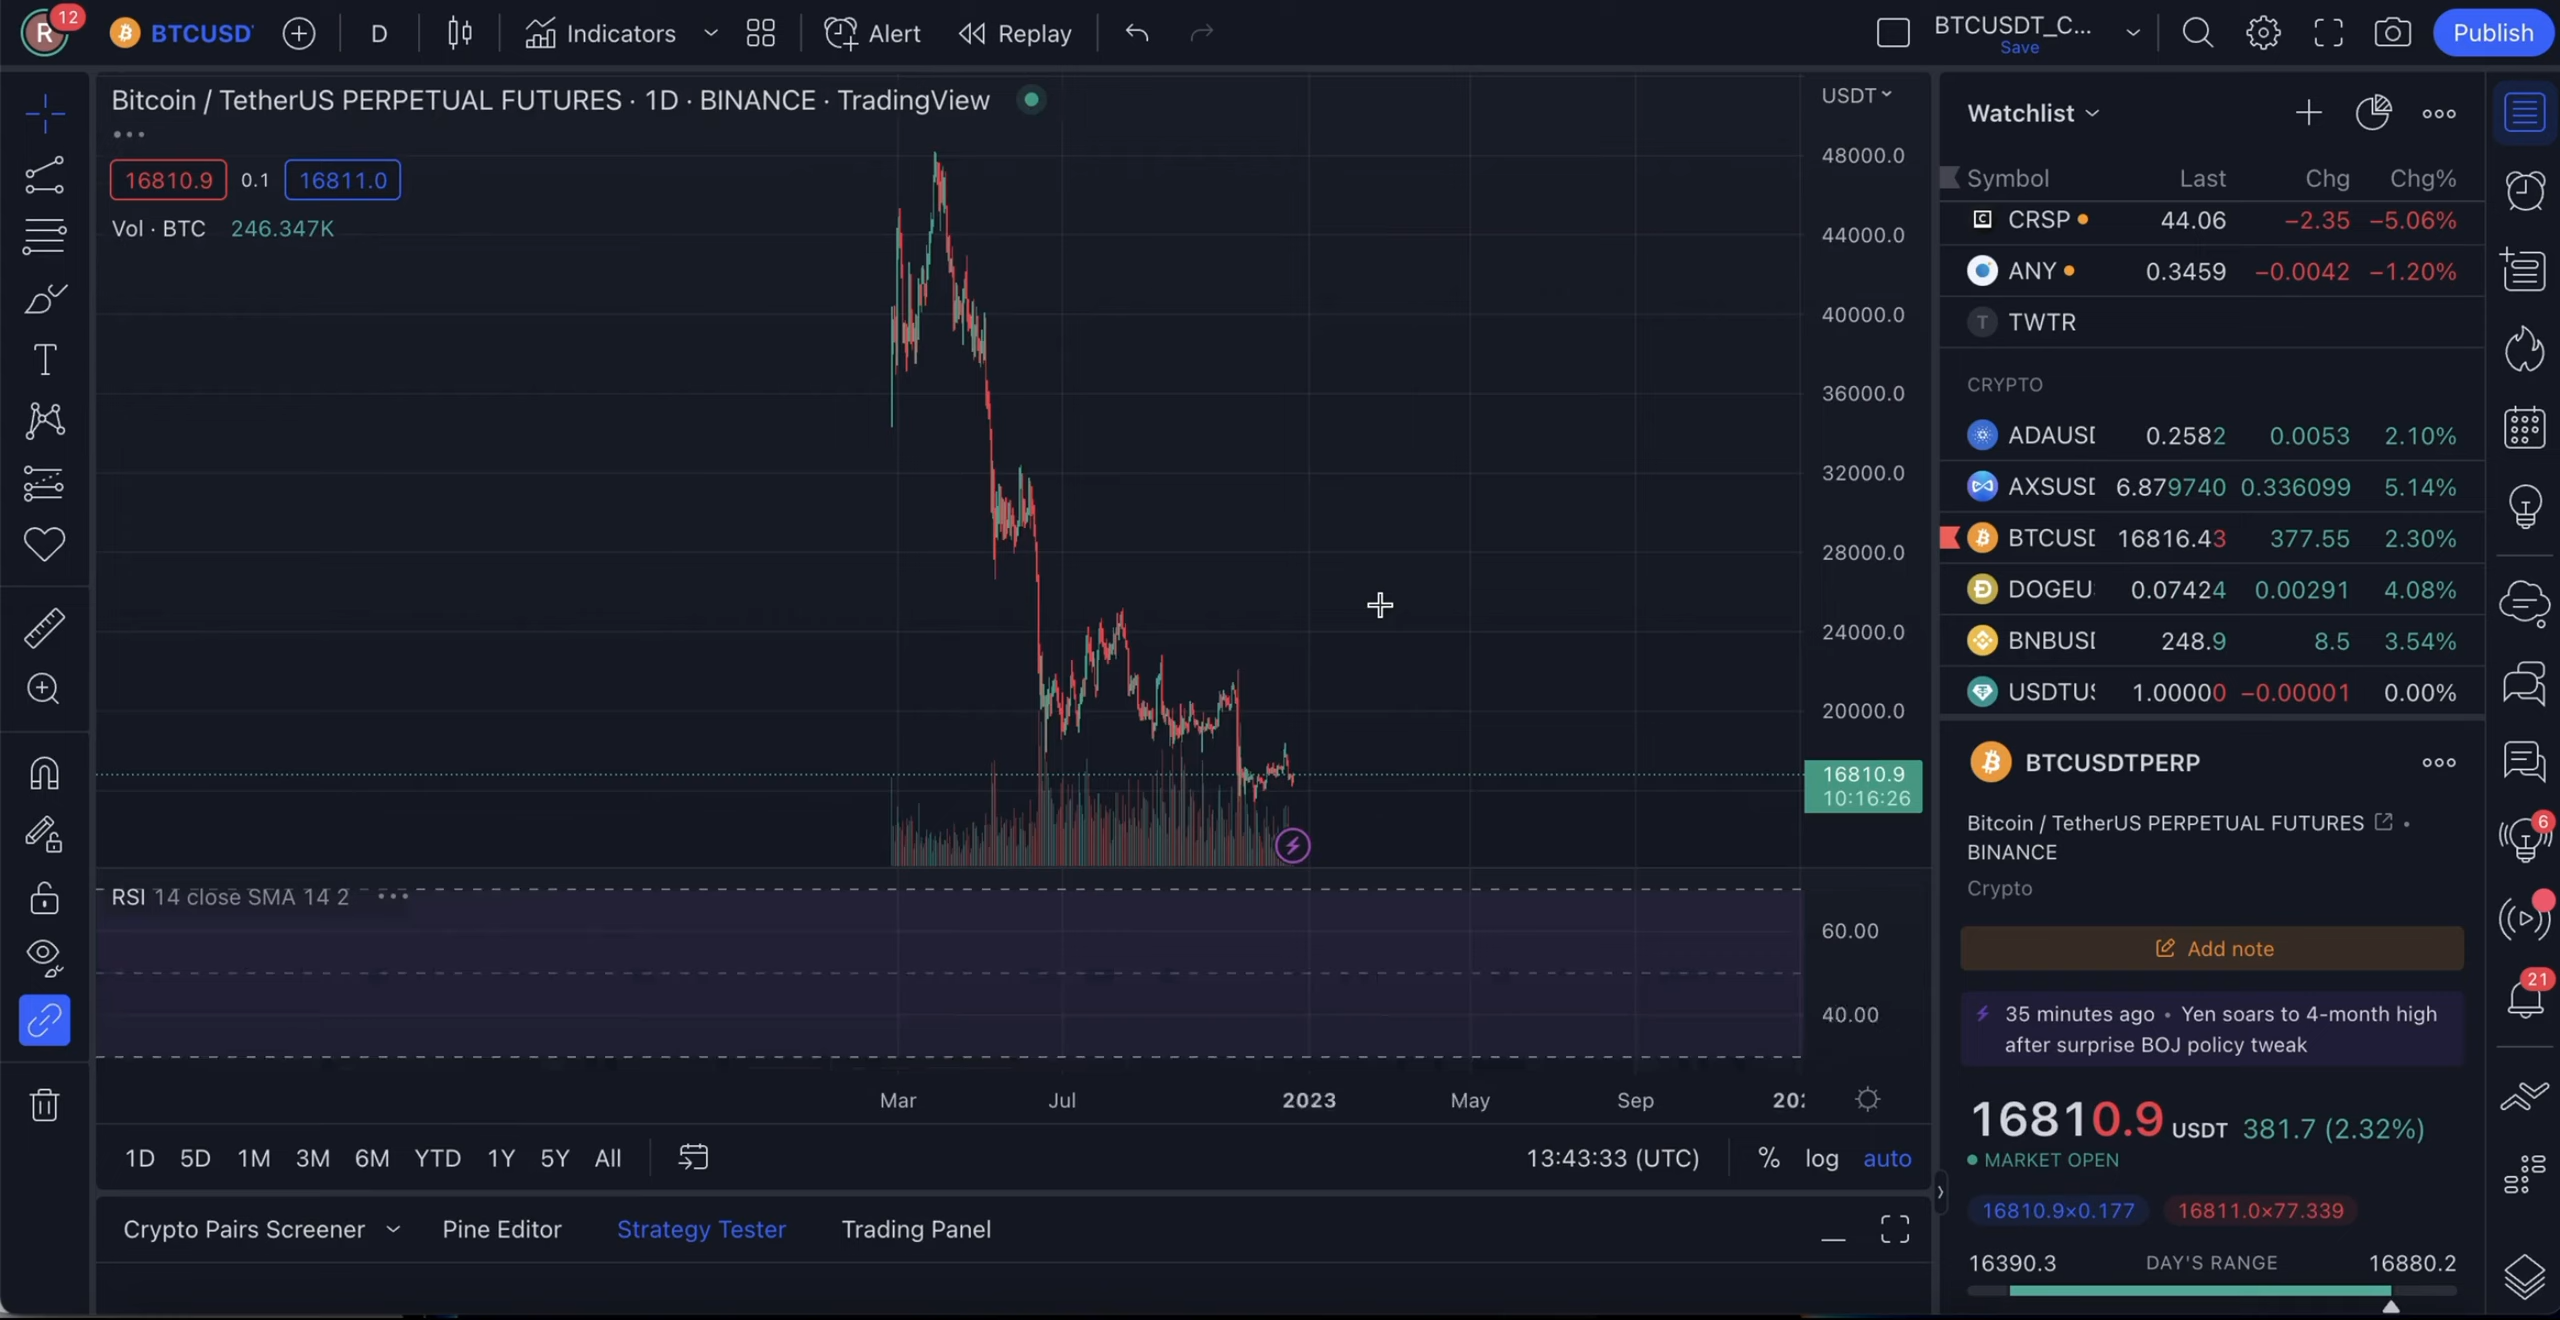 R 12 BTCUSD D Indicators Alert Replay BTCUSDT_C... Save Publish
Bitcoin / TetherUS PERPETUAL FUTURES · 1D · BINANCE · TradingView
16810.9 0.1 16811.0
Vol · BTC 246.347K
USDT
48000.0
44000.0
40000.0
36000.0
32000.0
28000.0
24000.0
20000.0
16810.9
10:16:26
RSI 14 close SMA 14 2
60.00
40.00
Mar Jul 2023 May Sep 202
1D 5D 1M 3M 6M YTD 1Y 5Y All 13:43:33 (UTC) % log auto
Crypto Pairs Screener Pine Editor Strategy Tester Trading Panel
Watchlist
Symbol Last Chg Chg%
CRSP 44.06 −2.35 −5.06%
ANY 0.3459 −0.0042 −1.20%
T TWTR
CRYPTO
ADAUSD 0.2582 0.0053 2.10%
AXSUSD 6.879740 0.336099 5.14%
BTCUSD 16816.43 377.55 2.30%
DOGEU 0.07424 0.00291 4.08%
BNBUSD 248.9 8.5 3.54%
USDTUS 1.00000 −0.00001 0.00%
BTCUSDTPERP
Bitcoin / TetherUS PERPETUAL FUTURES •
BINANCE
Crypto
Add note
35 minutes ago • Yen soars to 4-month high
after surprise BOJ policy tweak
16810.9 USDT 381.7 (2.32%)
MARKET OPEN
16810.9×0.177 16811.0×77.339
16390.3 DAY'S RANGE 16880.2
6
21